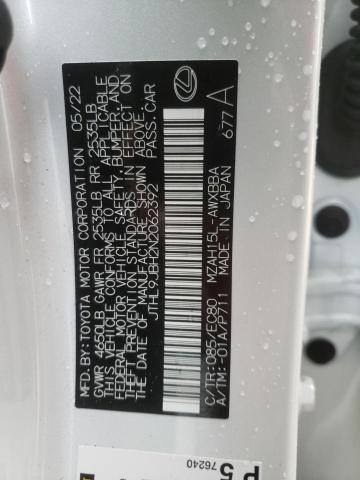 MFD.BY:TOYOTA MOTOR CORPORATION 05/22
GVWR 4650LB GAWR FR 2535LB RR 2535LB
THIS VEHICLE CONFORMS TO ALL APPLICABLE
FEDERAL MOTOR VEHICLE SAFETY, BUMPER,AND
THEFT PREVENTION STANDARDS IN EFFECT ON
DATE OF MANUFACTURE SHOWN ABOVE
JTHL9JBA2N2062392 PASS.CAR
677 A
C/TR:085/EC80 MZAH15L-AWXBBA
A/TM:-01A/P711 MADE IN JAPAN
76240
P5